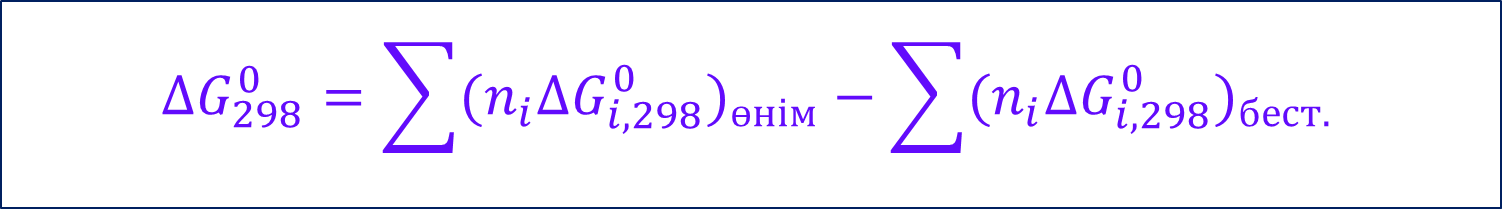 ΔG⁰₂₉₈ = ∑(nᵢΔG⁰ᵢ,₂₉₈)өнім − ∑(nᵢΔG⁰ᵢ,₂₉₈)бест.